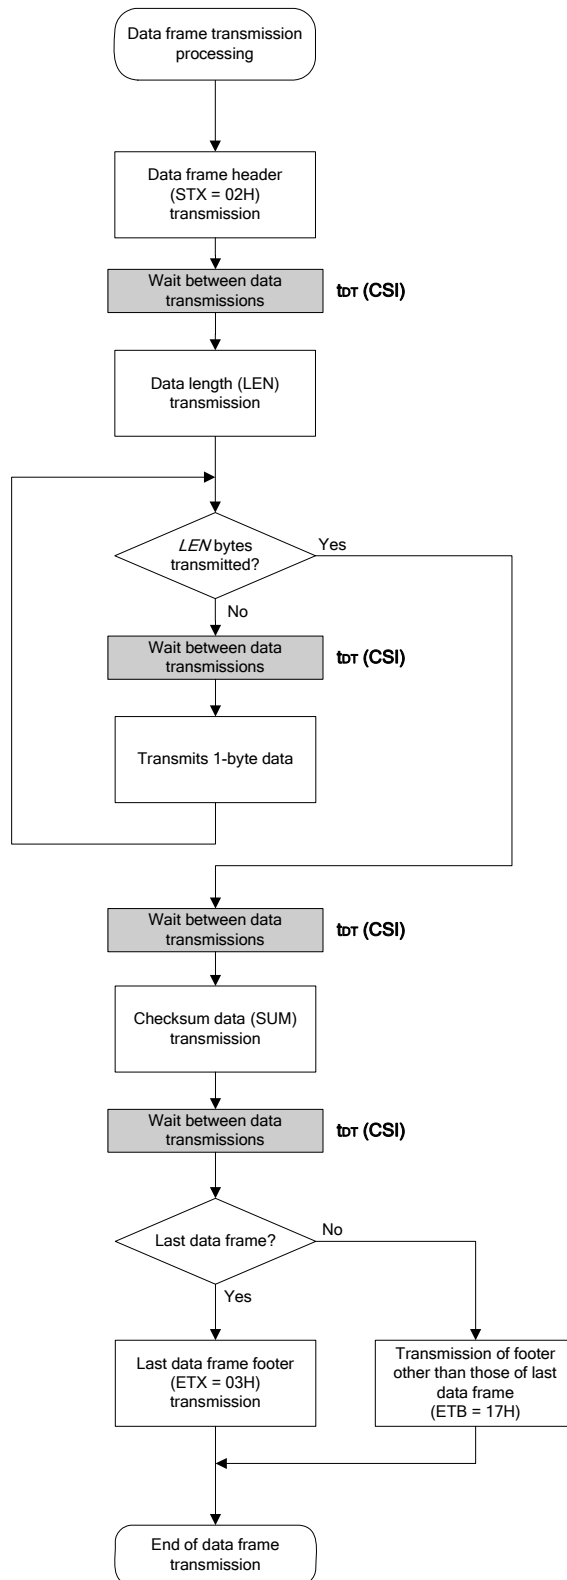 Data frame transmission
processing
Data frame header
(STX = 02H)
transmission
Wait between data
transmissions
tDT (CSI)
Data length (LEN)
transmission
LEN bytes
transmitted?
Yes
No
Wait between data
transmissions
tDT (CSI)
Transmits 1-byte data
Wait between data
transmissions
tDT (CSI)
Checksum data (SUM)
transmission
Wait between data
transmissions
tDT (CSI)
Last data frame?
No
Yes
Last data frame footer
(ETX = 03H)
transmission
Transmission of footer
other than those of last
data frame
(ETB = 17H)
End of data frame
transmission